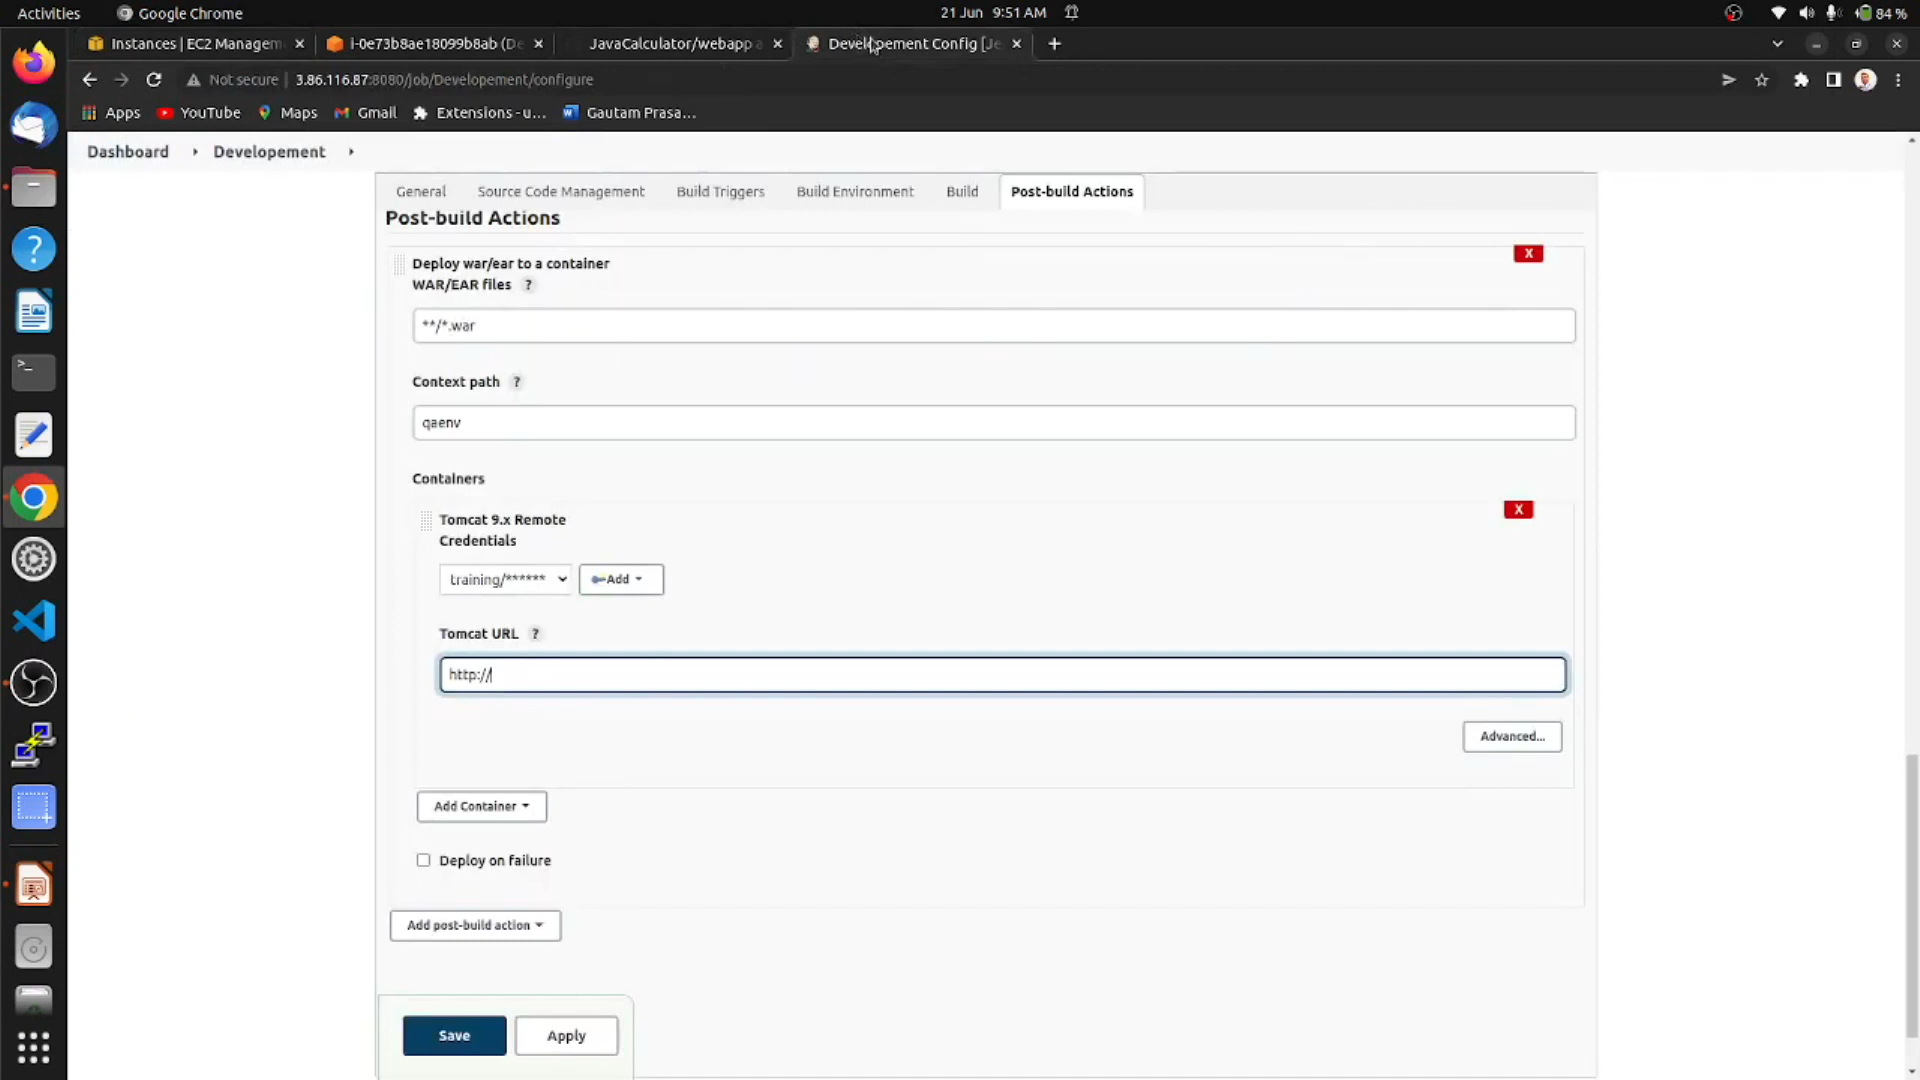 Activities
Google Chrome
21 Jun 9:51 AM
84 %
Instances | EC2 Managem
i-0e73b8ae18099b8ab (De
JavaCalculator/webapp a
Developement Config [Je
Not secure
3.86.116.87:8080/job/Developement/configure
Apps
YouTube
Maps
Gmail
Extensions - u...
Gautam Prasa...
Dashboard
Developement
General
Source Code Management
Build Triggers
Build Environment
Build
Post-build Actions
Post-build Actions
X
Deploy war/ear to a container
WAR/EAR files ?
**/*.war
Context path ?
qaenv
Containers
X
Tomcat 9.x Remote
Credentials
training/******
Add
Tomcat URL ?
http://
Advanced...
Add Container
Deploy on failure
Add post-build action
Save
Apply